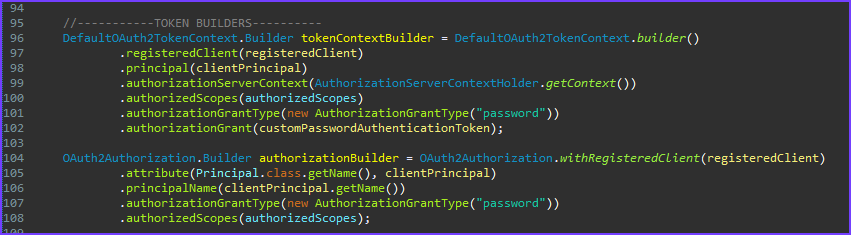 94
95 //-----------TOKEN BUILDERS----------
96 DefaultOAuth2TokenContext.Builder tokenContextBuilder = DefaultOAuth2TokenContext.builder()
97 .registeredClient(registeredClient)
98 .principal(clientPrincipal)
99 .authorizationServerContext(AuthorizationServerContextHolder.getContext())
100 .authorizedScopes(authorizedScopes)
101 .authorizationGrantType(new AuthorizationGrantType("password"))
102 .authorizationGrant(customPasswordAuthenticationToken);
103
104 OAuth2Authorization.Builder authorizationBuilder = OAuth2Authorization.withRegisteredClient(registeredClient)
105 .attribute(Principal.class.getName(), clientPrincipal)
106 .principalName(clientPrincipal.getName())
107 .authorizationGrantType(new AuthorizationGrantType("password"))
108 .authorizedScopes(authorizedScopes);
109